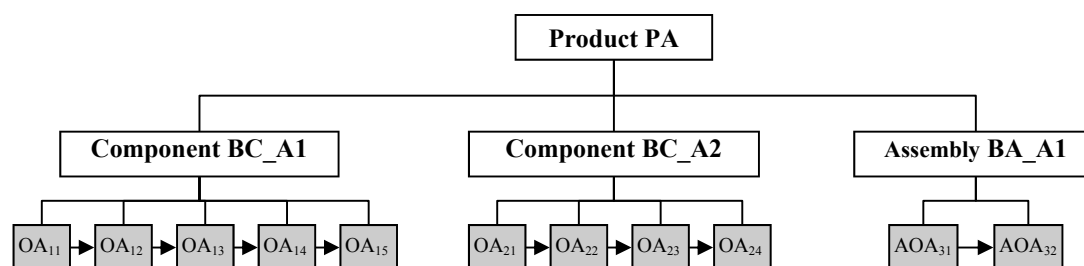 Product PA
Component BC_A1
Component BC_A2
Assembly BA_A1
OA₁₁ OA₁₂ OA₁₃ OA₁₄ OA₁₅ OA₂₁ OA₂₂ OA₂₃ OA₂₄ AOA₃₁ AOA₃₂